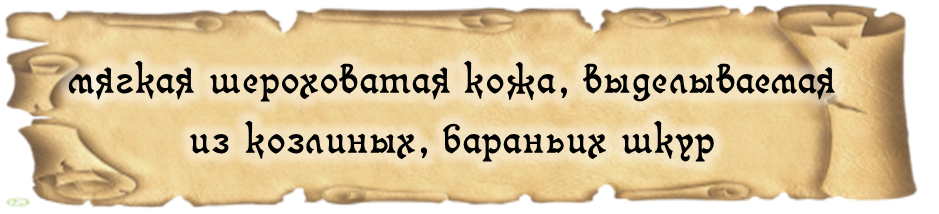 мягкая шероховатая кожа, выделываемая
из козлиных, бараньих шкур